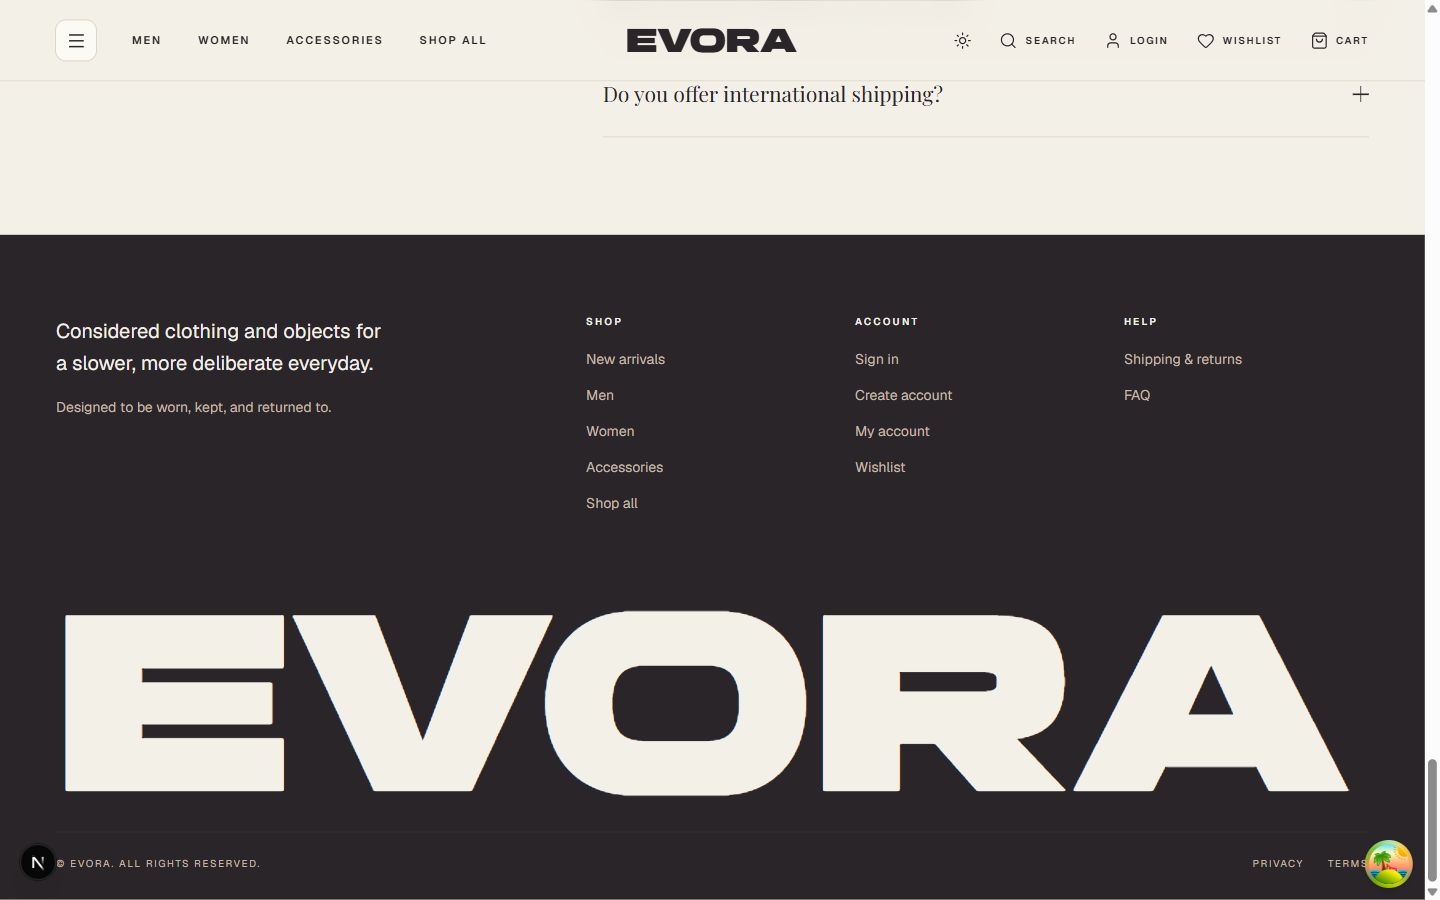 MEN
WOMEN
ACCESSORIES
SHOP ALL
EVORA
SEARCH
LOGIN
WISHLIST
CART
Do you offer international shipping?
Considered clothing and objects for
a slower, more deliberate everyday.
Designed to be worn, kept, and returned to.
SHOP
New arrivals
Men
Women
Accessories
Shop all
ACCOUNT
Sign in
Create account
My account
Wishlist
HELP
Shipping & returns
FAQ
EVORA
N
© EVORA. ALL RIGHTS RESERVED.
PRIVACY
TERMS